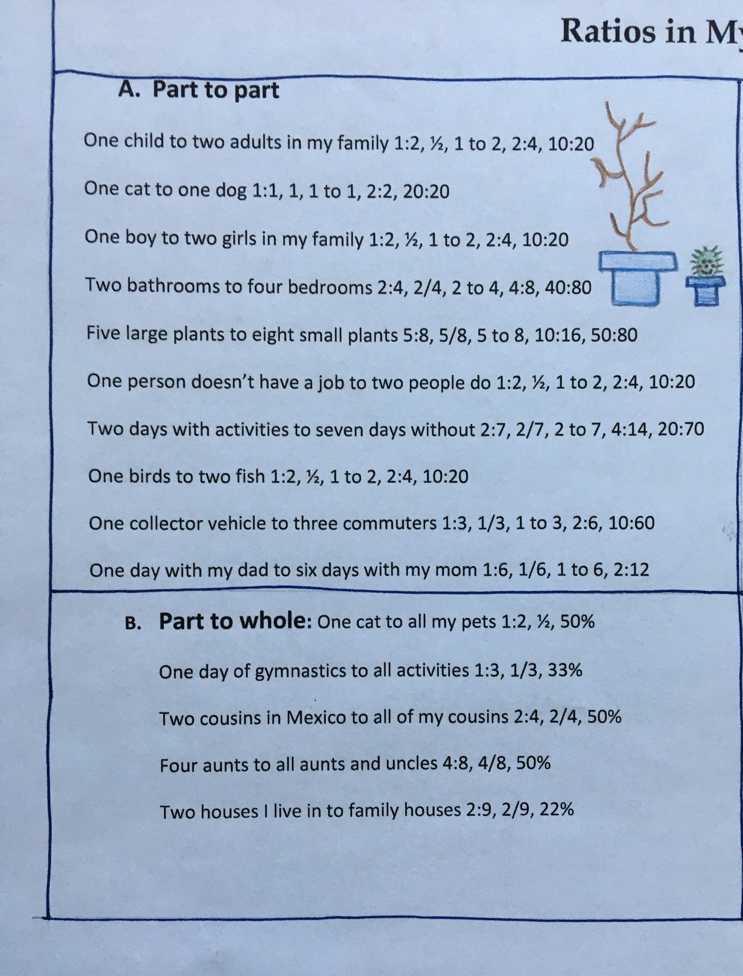 Ratios in My
A. Part to part
One child to two adults in my family 1:2, ½, 1 to 2, 2:4, 10:20
One cat to one dog 1:1, 1, 1 to 1, 2:2, 20:20
One boy to two girls in my family 1:2, ½, 1 to 2, 2:4, 10:20
Two bathrooms to four bedrooms 2:4, 2/4, 2 to 4, 4:8, 40:80
Five large plants to eight small plants 5:8, 5/8, 5 to 8, 10:16, 50:80
One person doesn’t have a job to two people do 1:2, ½, 1 to 2, 2:4, 10:20
Two days with activities to seven days without 2:7, 2/7, 2 to 7, 4:14, 20:70
One birds to two fish 1:2, ½, 1 to 2, 2:4, 10:20
One collector vehicle to three commuters 1:3, 1/3, 1 to 3, 2:6, 10:60
One day with my dad to six days with my mom 1:6, 1/6, 1 to 6, 2:12
B. Part to whole: One cat to all my pets 1:2, ½, 50%
One day of gymnastics to all activities 1:3, 1/3, 33%
Two cousins in Mexico to all of my cousins 2:4, 2/4, 50%
Four aunts to all aunts and uncles 4:8, 4/8, 50%
Two houses I live in to family houses 2:9, 2/9, 22%